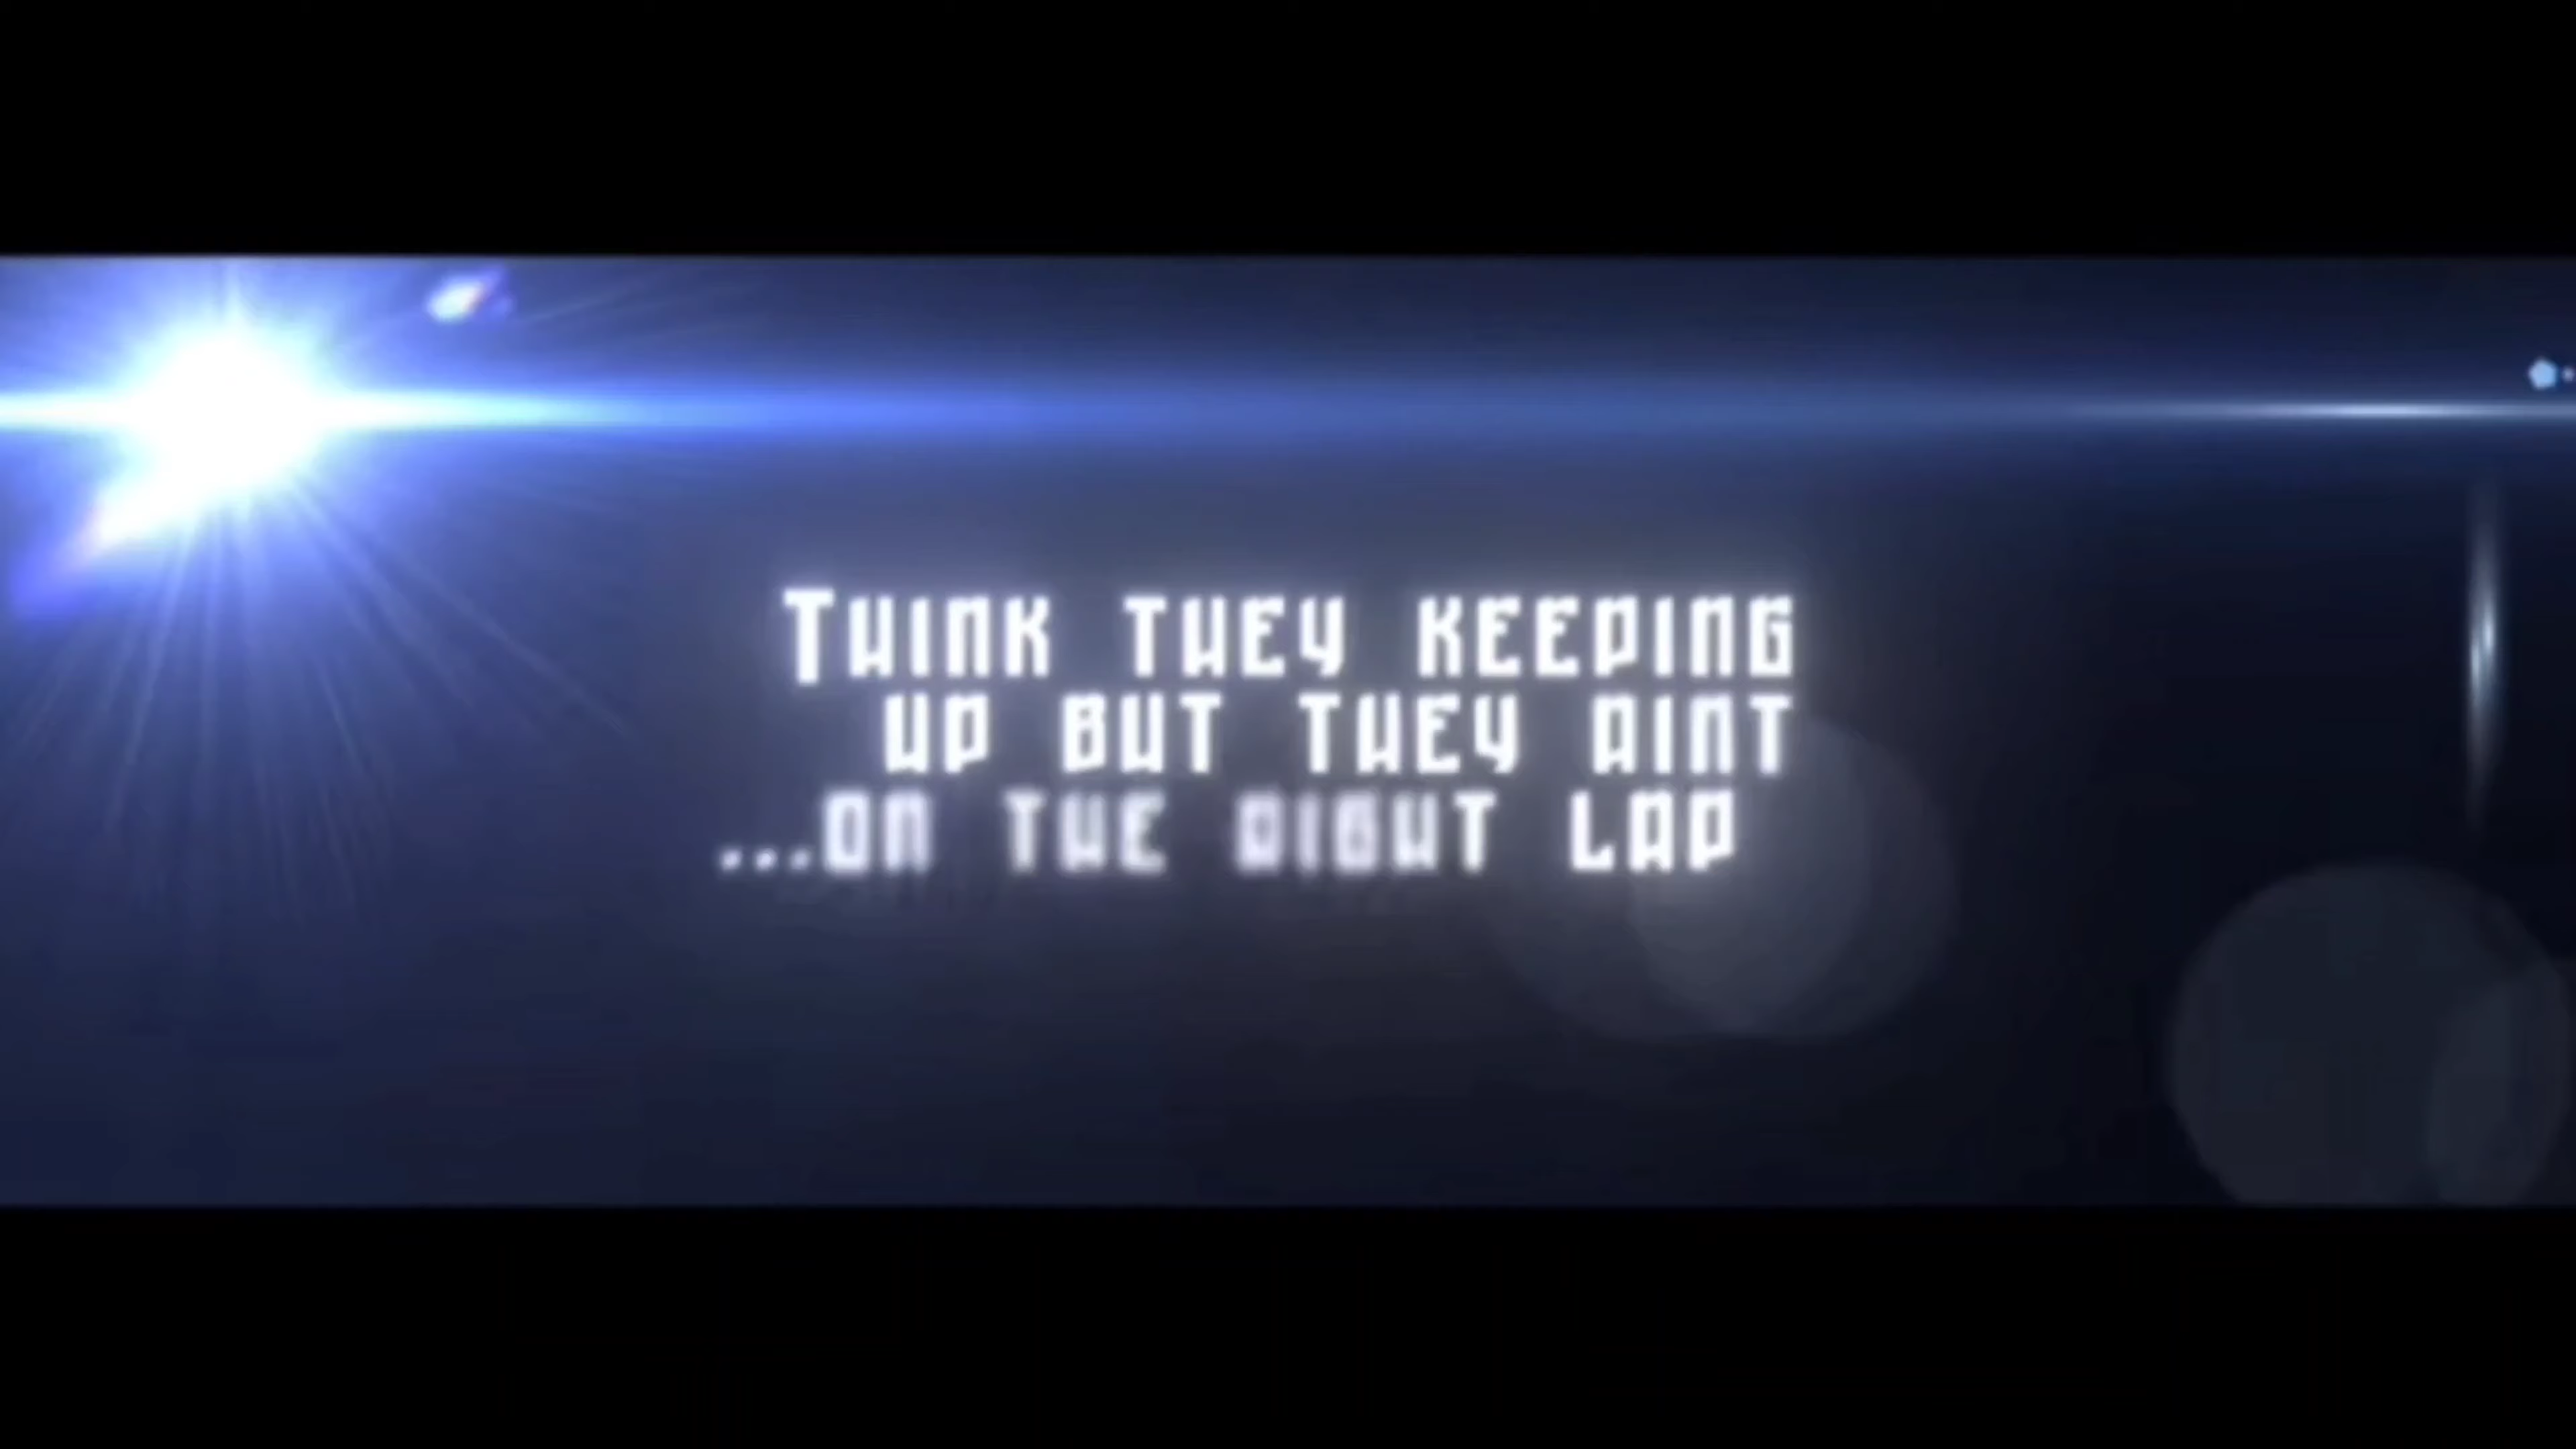 Think they keeping
up but they aint
...on the right lap